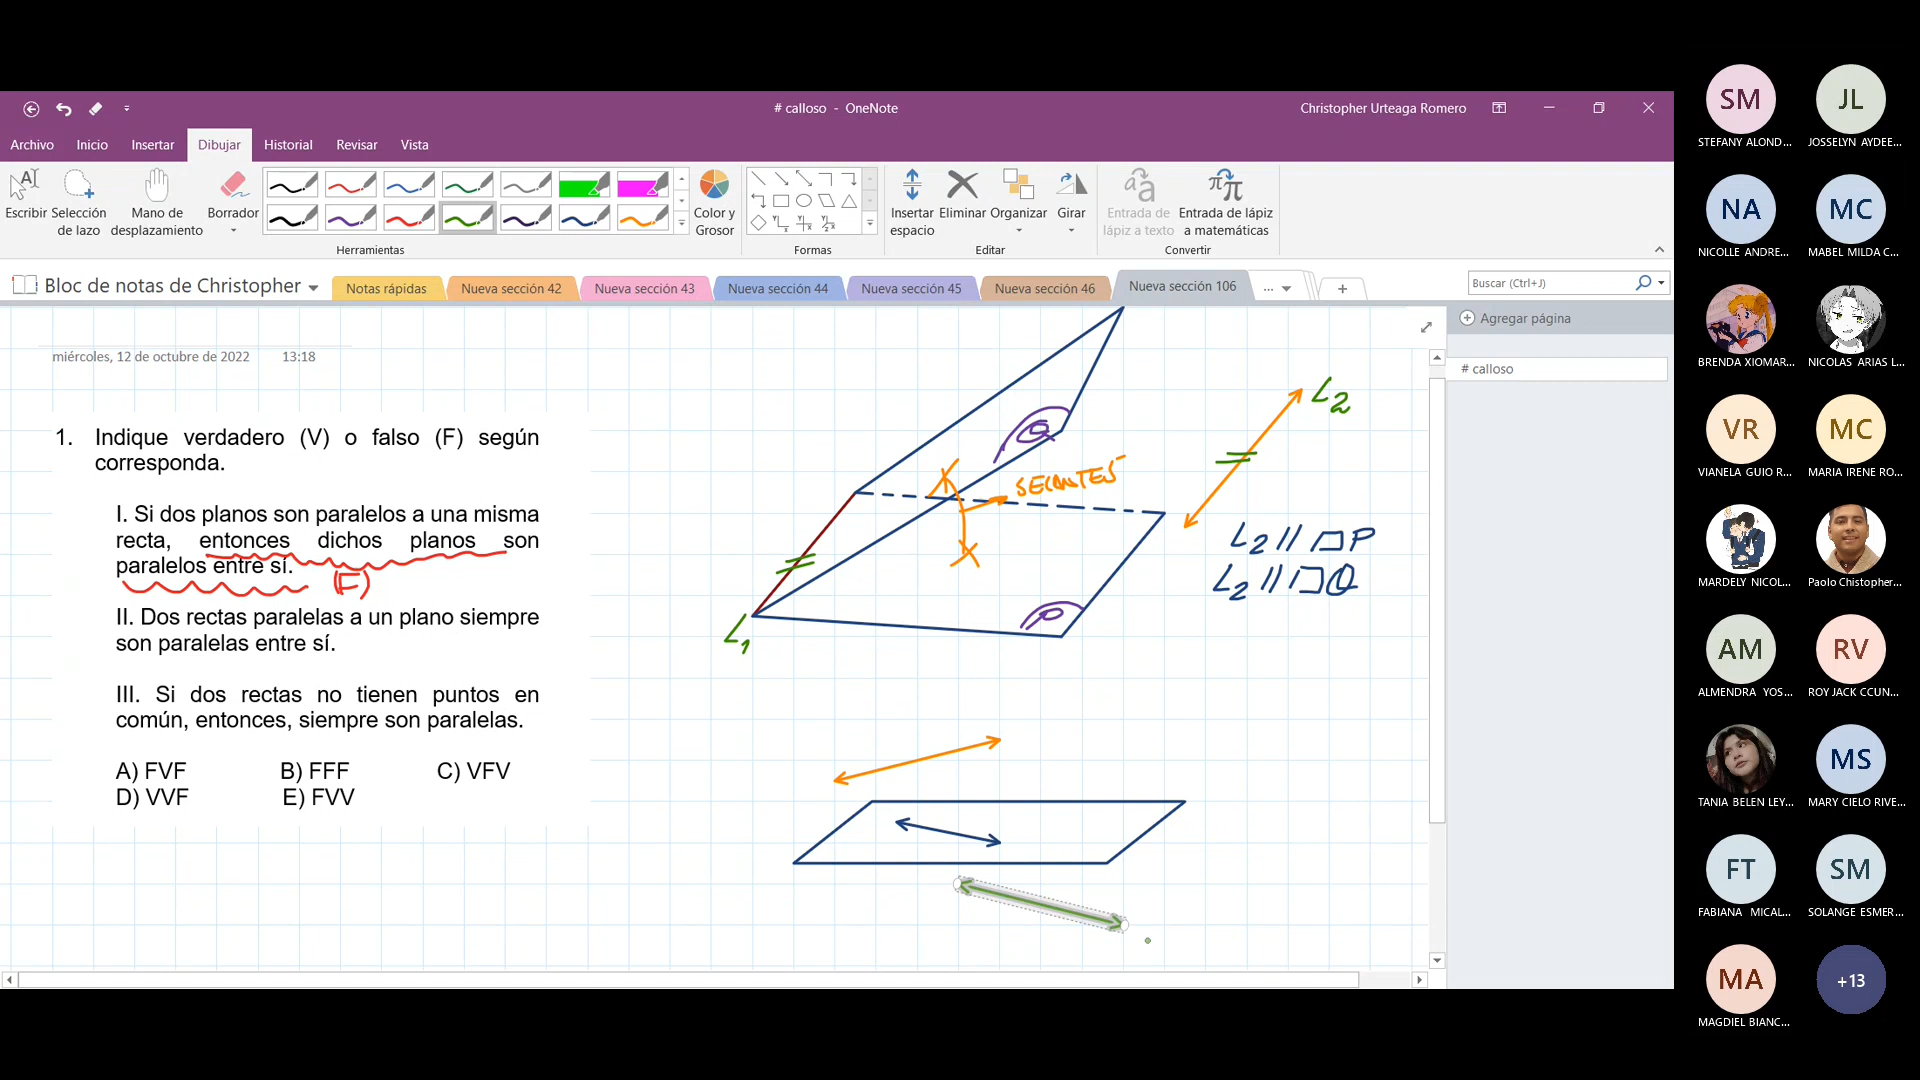 # calloso - OneNote
Christopher Urteaga Romero
Archivo Inicio Insertar Dibujar Historial Revisar Vista
Escribir
Selección de lazo
Mano de desplazamiento
Borrador
Color y Grosor
Insertar espacio
Eliminar
Organizar
Girar
Entrada de lápiz a texto
Entrada de lápiz a matemáticas
Herramientas
Formas
Editar
Convertir
Bloc de notas de Christopher
Notas rápidas
Nueva sección 42
Nueva sección 43
Nueva sección 44
Nueva sección 45
Nueva sección 46
Nueva sección 106
...
Buscar (Ctrl+J)
Agregar página
# calloso
miércoles, 12 de octubre de 2022 13:18
1. Indique verdadero (V) o falso (F) según
corresponda.
I. Si dos planos son paralelos a una misma
recta, entonces dichos planos son
paralelos entre sí.
(F)
II. Dos rectas paralelas a un plano siempre
son paralelas entre sí.
III. Si dos rectas no tienen puntos en
común, entonces, siempre son paralelas.
A) FVF B) FFF C) VFV
D) VVF E) FVV
L2
Q
SECANTES
P
L1
L2 // ▱P
L2 // ▱Q
SM
STEFANY ALOND...
JL
JOSSELYN AYDEE...
NA
NICOLLE ANDRE...
MC
MABEL MILDA C...
BRENDA XIOMAR...
NICOLAS ARIAS L...
VR
VIANELA GUIO R...
MC
MARIA IRENE RO...
MARDELY NICOL...
Paolo Chistopher...
AM
ALMENDRA YOS...
RV
ROY JACK CCUN...
TANIA BELEN LEY...
MS
MARY CIELO RIVE...
FT
FABIANA MICAL...
SM
SOLANGE ESMER...
MA
MAGDIEL BIANC...
+13